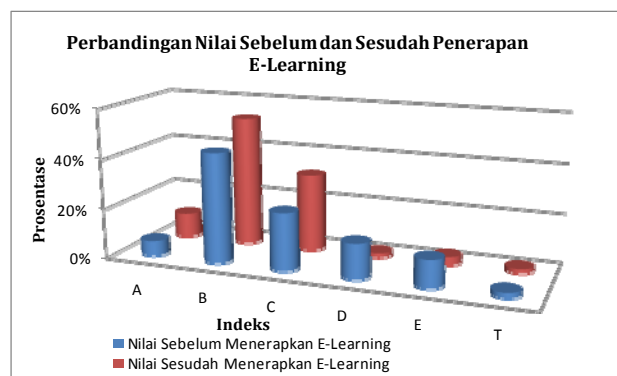 Perbandingan Nilai Sebelum dan Sesudah Penerapan
E-Learning
60%
40%
20%
0%
Prosentase
A
B
C
D
E
T
Indeks
Nilai Sebelum Menerapkan E-Learning
Nilai Sesudah Menerapkan E-Learning